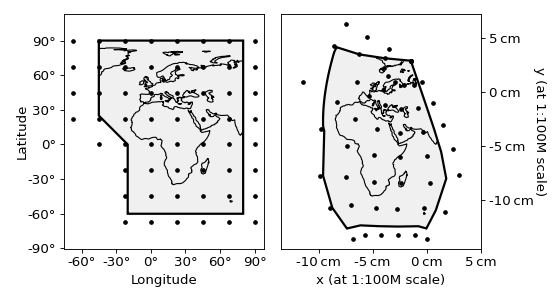 90°
60°
30°
0°
-30°
-60°
-90°
Latitude
-60° -30° 0° 30° 60° 90°
Longitude
5 cm
0 cm
-5 cm
-10 cm
y (at 1:100M scale)
-10 cm -5 cm 0 cm 5 cm
x (at 1:100M scale)